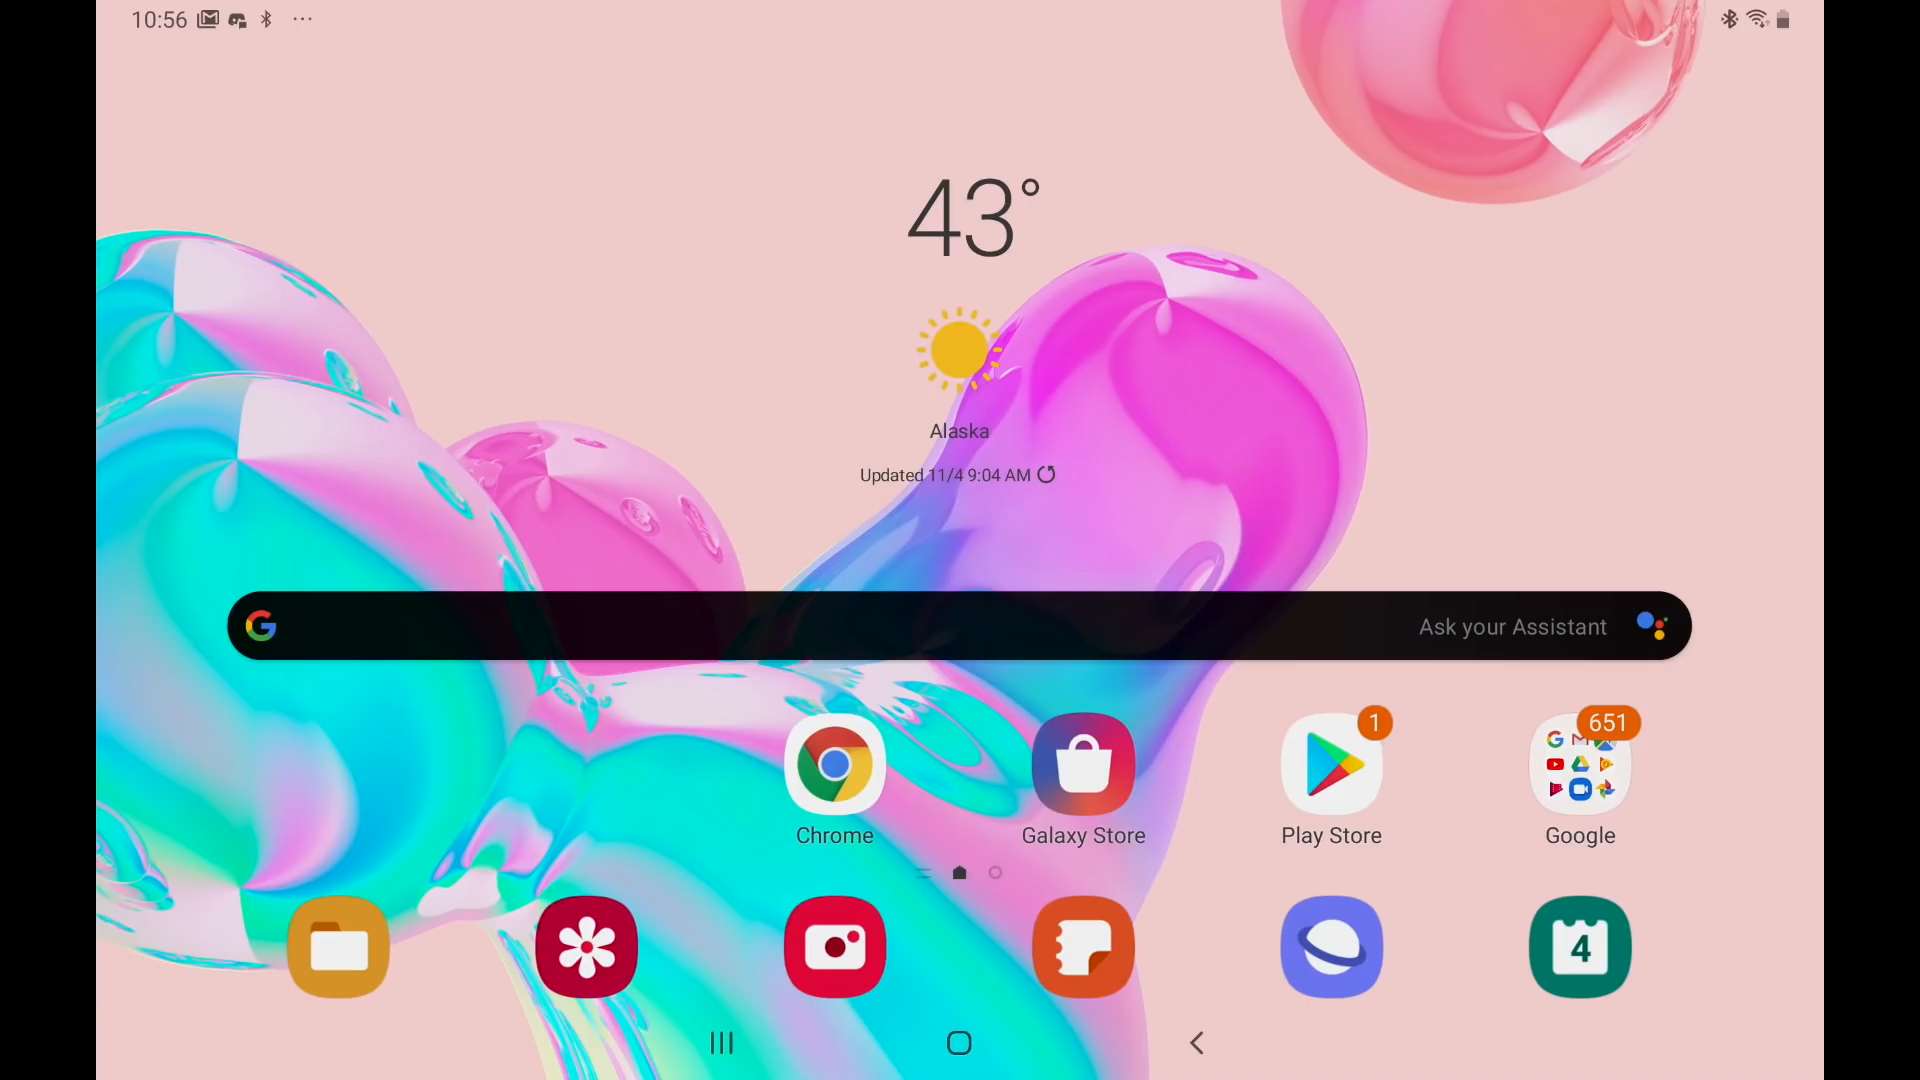 10:56
43°
Alaska
Updated 11/4 9:04 AM
Ask your Assistant
1
651
Chrome
Galaxy Store
Play Store
Google
4